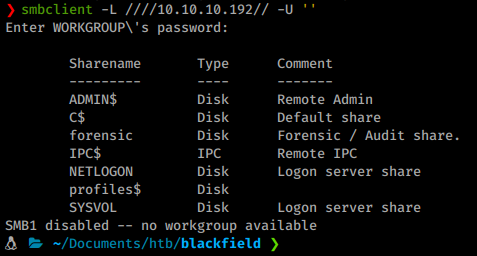 ❯ smbclient -L ////10.10.10.192// -U ''
Enter WORKGROUP\'s password:
Sharename Type Comment
--------- ---- -------
ADMIN$ Disk Remote Admin
C$ Disk Default share
forensic Disk Forensic / Audit share.
IPC$ IPC Remote IPC
NETLOGON Disk Logon server share
profiles$ Disk
SYSVOL Disk Logon server share
SMB1 disabled -- no workgroup available
~/Documents/htb/blackfield ❯